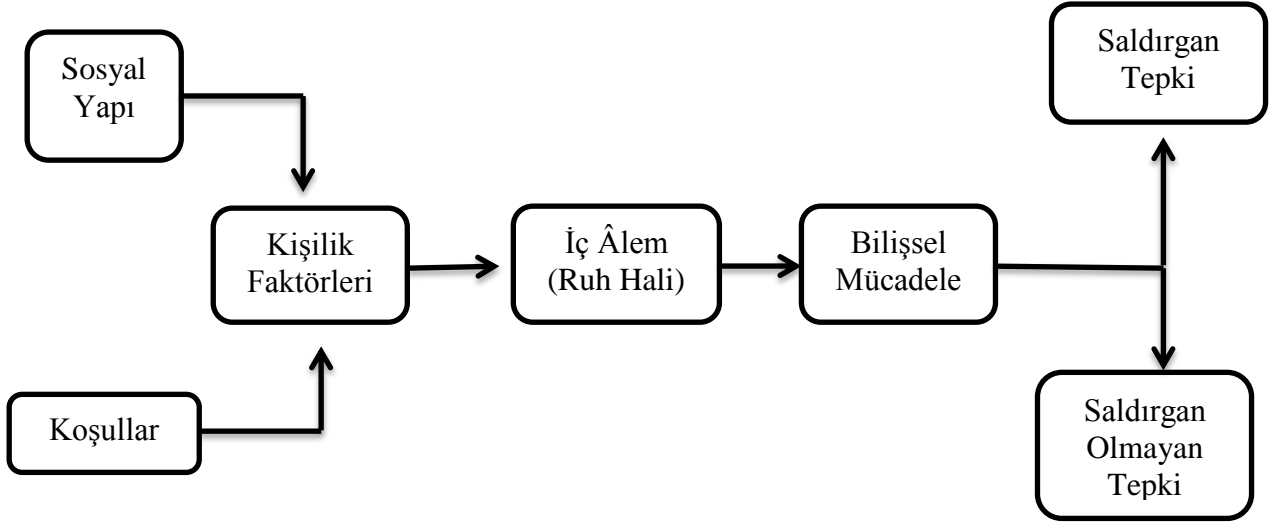 Sosyal
Yapı
Saldırgan
Tepki
Kişilik
Faktörleri
İç Âlem
(Ruh Hali)
Bilişsel
Mücadele
Koşullar
Saldırgan
Olmayan
Tepki